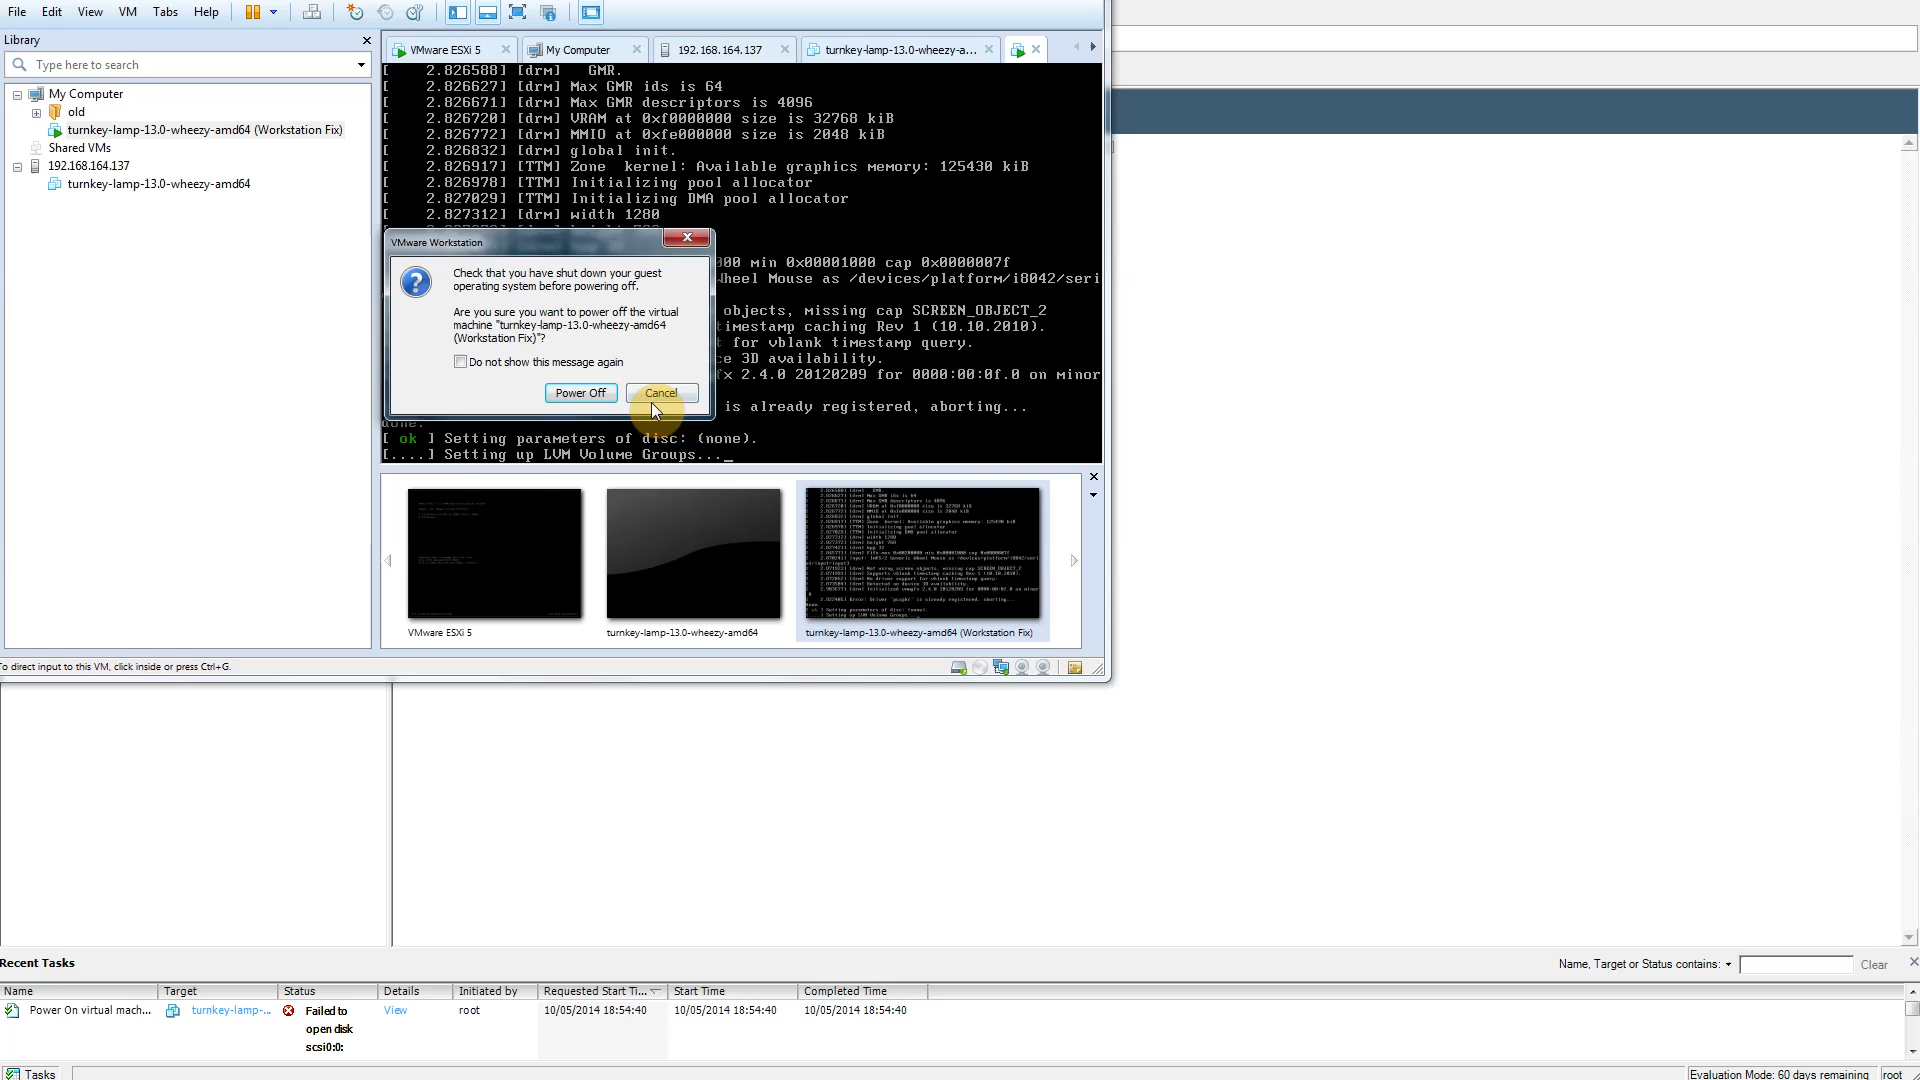 File Edit View VM Tabs Help
Library
Type here to search
My Computer
old
turnkey-lamp-13.0-wheezy-amd64 (Workstation Fix)
Shared VMs
192.168.164.137
turnkey-lamp-13.0-wheezy-amd64
VMware ESXi 5 My Computer 192.168.164.137 turnkey-lamp-13.0-wheezy-a...
[ 2.826588] [drm] GMR.
[ 2.826627] [drm] Max GMR ids is 64
[ 2.826671] [drm] Max GMR descriptors is 4096
[ 2.826720] [drm] VRAM at 0xf0000000 size is 32768 kiB
[ 2.826772] [drm] MMIO at 0xfe000000 size is 2048 kiB
[ 2.826832] [drm] global init.
[ 2.826917] [TTM] Zone kernel: Available graphics memory: 125430 kiB
[ 2.826978] [TTM] Initializing pool allocator
[ 2.827029] [TTM] Initializing DMA pool allocator
[ 2.827312] [drm] width 1280
000 min 0x00001000 cap 0x0000007f
heel Mouse as /devices/platform/i8042/seri
objects, missing cap SCREEN_OBJECT_2
imestamp caching Rev 1 (10.10.2010).
t for vblank timestamp query.
ce 3D availability.
fx 2.4.0 20120209 for 0000:00:0f.0 on minor
is already registered, aborting...
done.
[ ok ] Setting parameters of disc: (none).
[....] Setting up LVM Volume Groups..._
VMware Workstation
Check that you have shut down your guest
operating system before powering off.
Are you sure you want to power off the virtual
machine "turnkey-lamp-13.0-wheezy-amd64
(Workstation Fix)"?
Do not show this message again
Power Off Cancel
VMware ESXi 5
turnkey-lamp-13.0-wheezy-amd64
turnkey-lamp-13.0-wheezy-amd64 (Workstation Fix)
To direct input to this VM, click inside or press Ctrl+G.
Recent Tasks
Name, Target or Status contains: Clear
Name Target Status Details Initiated by Requested Start Ti... Start Time Completed Time
Power On virtual mach... turnkey-lamp-... Failed to View root 10/05/2014 18:54:40 10/05/2014 18:54:40 10/05/2014 18:54:40
open disk
scsi0:0:
Tasks
Evaluation Mode: 60 days remaining root